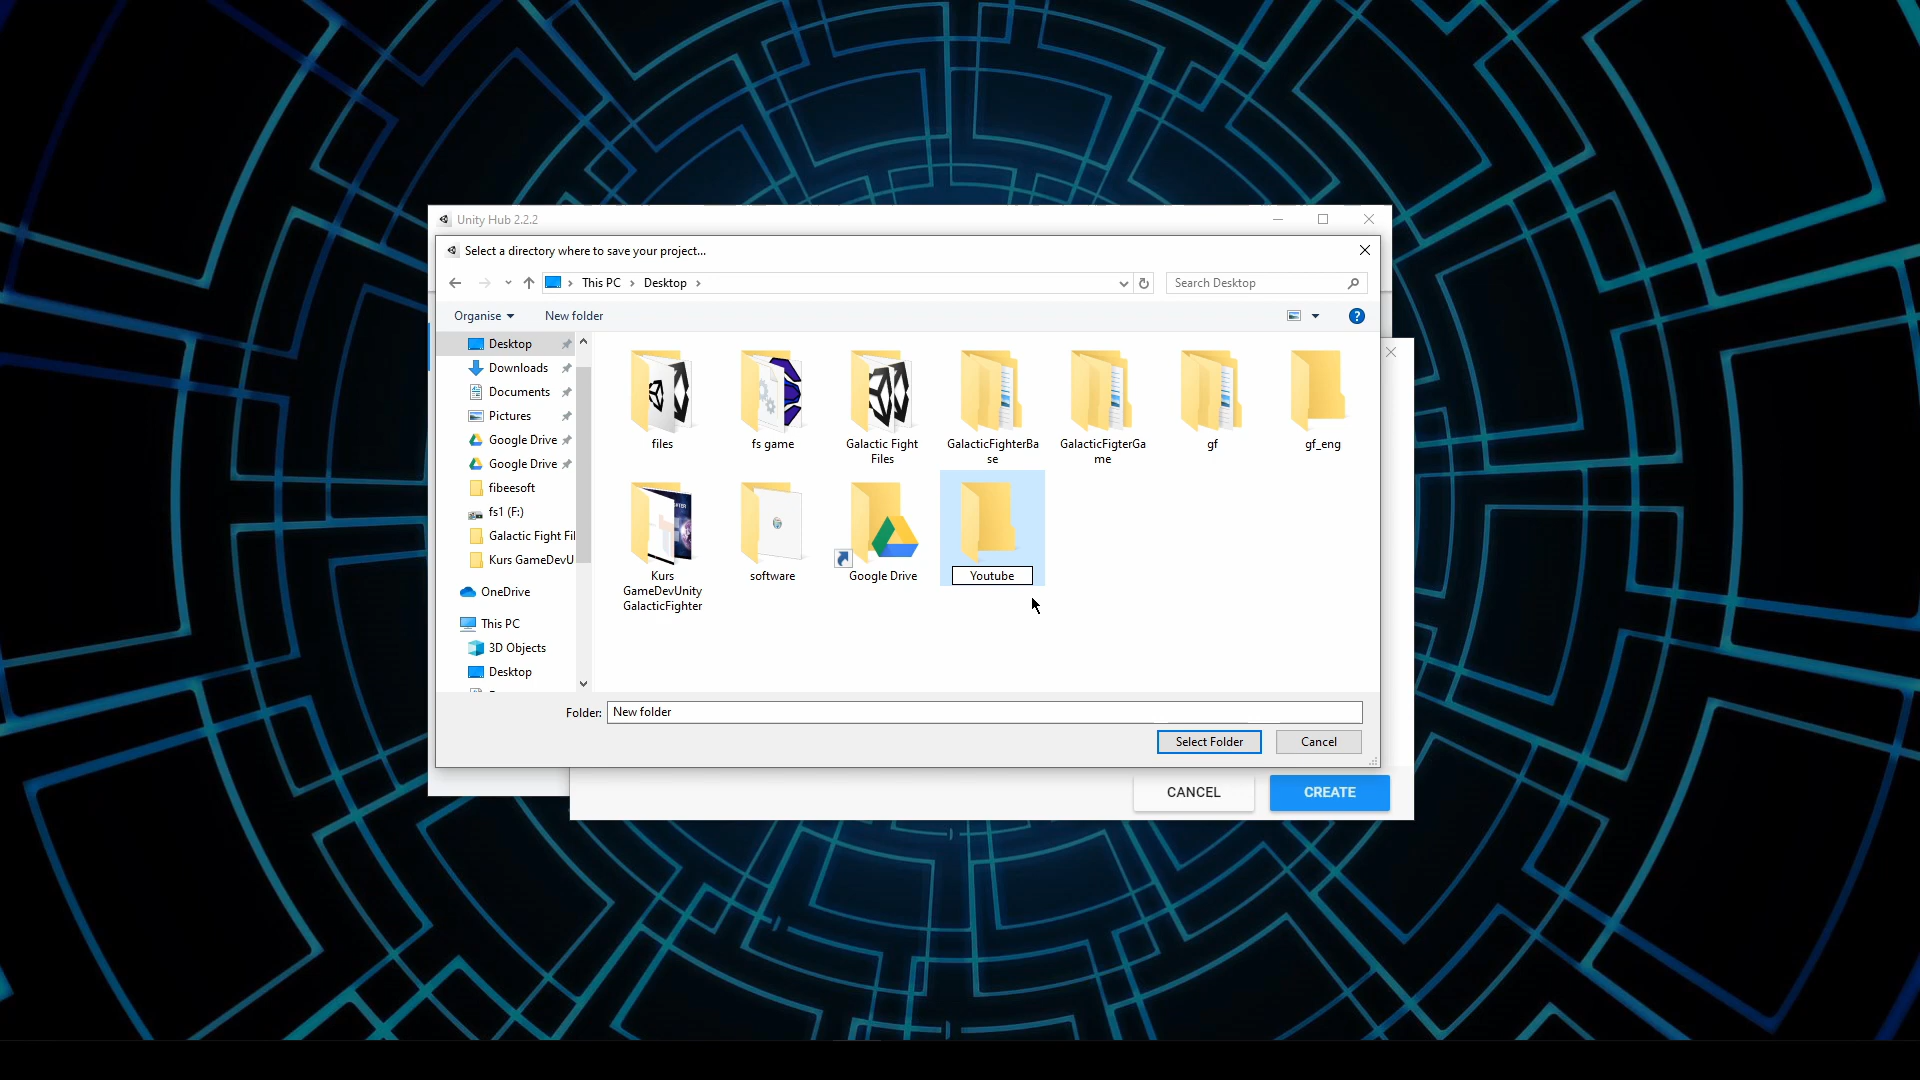 Unity Hub 2.2.2
Select a directory where to save your project...
This PC > Desktop >
Search Desktop
Organise
New folder
Desktop
Downloads
Documents
Pictures
Google Drive
Google Drive
fibeesoft
fs1 (F:)
Galactic Fight Fil
Kurs GameDevU
OneDrive
This PC
3D Objects
Desktop
files
fs game
Galactic Fight
Files
GalacticFighterBa
se
GalacticFigterGa
me
gf
gf_eng
Kurs
GameDevUnity
GalacticFighter
software
Google Drive
Youtube
Folder:
New folder
Select Folder
Cancel
CANCEL
CREATE